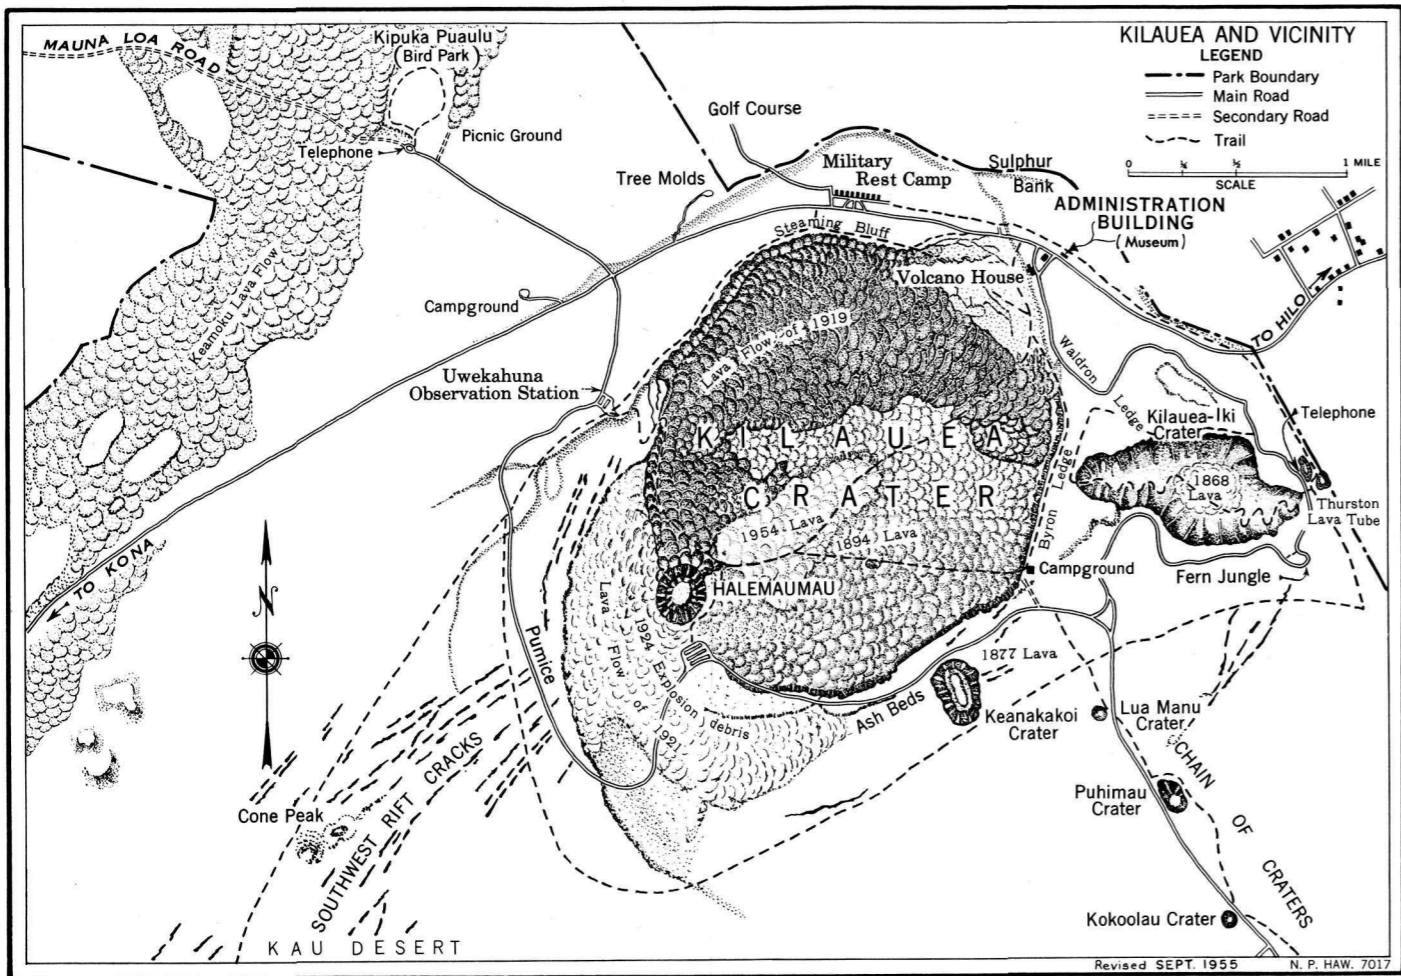 KILAUEA AND VICINITY
LEGEND
Park Boundary
Main Road
Secondary Road
Trail
0 ¼ ½ 1 MILE
SCALE
MAUNA LOA ROAD
Kipuka Puaulu
(Bird Park)
Picnic Ground
Telephone
Golf Course
Military
Rest Camp
Sulphur
Bank
Tree Molds
ADMINISTRATION
BUILDING
(Museum)
Steaming Bluff
Volcano House
TO HILO
Keamoku Lava Flow
Campground
Lava Flow of 1919
Waldron
Ledge
Uwekahuna
Observation Station
Kilauea-Iki
Crater
Telephone
KILAUEA
CRATER
Byron Ledge
1868
Lava
Thurston
Lava Tube
1954 Lava
1894 Lava
TO KONA
N
HALEMAUMAU
Campground
Fern Jungle
Pumice
Lava Flow of 1921
1924 Explosion debris
1877 Lava
Ash Beds
Keanakakoi
Crater
Lua Manu
Crater
CHAIN OF CRATERS
Puhimau
Crater
Cone Peak
SOUTHWEST RIFT CRACKS
Kokoolau Crater
KAU DESERT
Revised SEPT. 1955
N. P. HAW. 7017